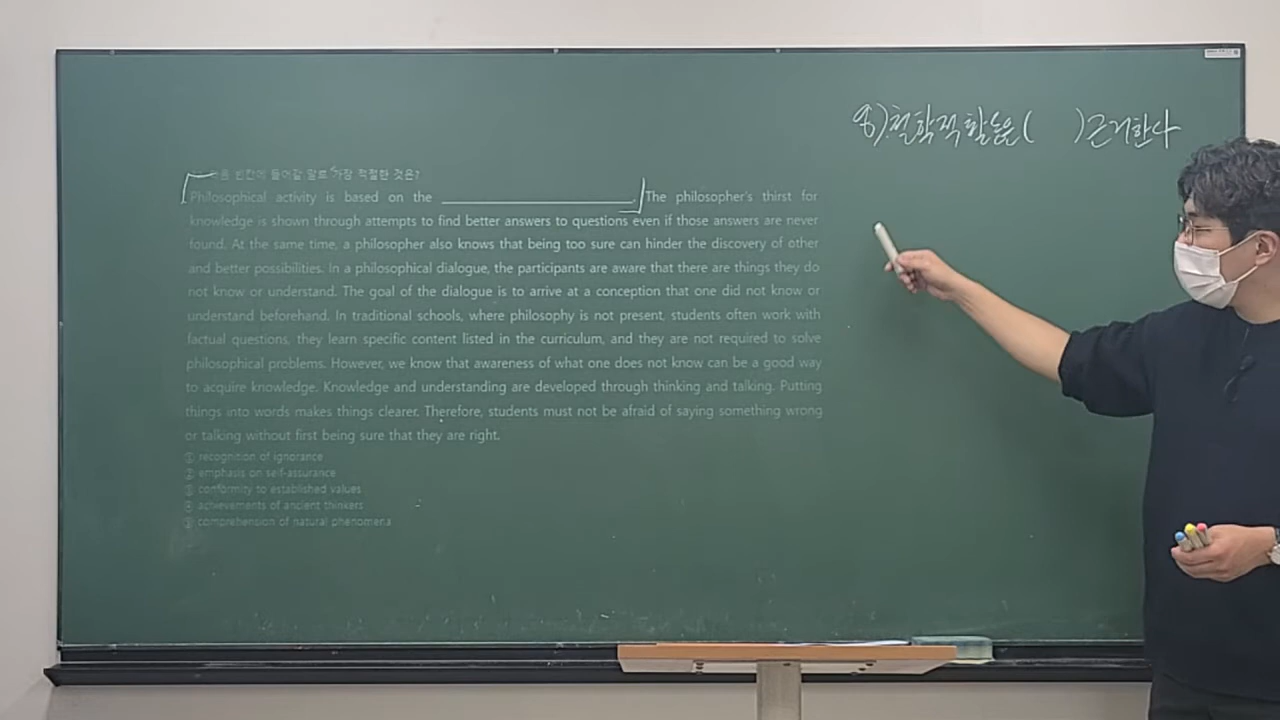 응) 철학적 활동은 (      ) 근거한다
음 빈칸에 들어갈 말로 가장 적절한 것은?
Philosophical activity is based on the ____________________. The philosopher's thirst for
knowledge is shown through attempts to find better answers to questions even if those answers are never
found. At the same time, a philosopher also knows that being too sure can hinder the discovery of other
and better possibilities. In a philosophical dialogue, the participants are aware that there are things they do
not know or understand. The goal of the dialogue is to arrive at a conception that one did not know or
understand beforehand. In traditional schools, where philosophy is not present, students often work with
factual questions, they learn specific content listed in the curriculum, and they are not required to solve
philosophical problems. However, we know that awareness of what one does not know can be a good way
to acquire knowledge. Knowledge and understanding are developed through thinking and talking. Putting
things into words makes things clearer. Therefore, students must not be afraid of saying something wrong
or talking without first being sure that they are right.
① recognition of ignorance
② emphasis on self-assurance
③ conformity to established values
④ achievements of ancient thinkers
⑤ comprehension of natural phenomena